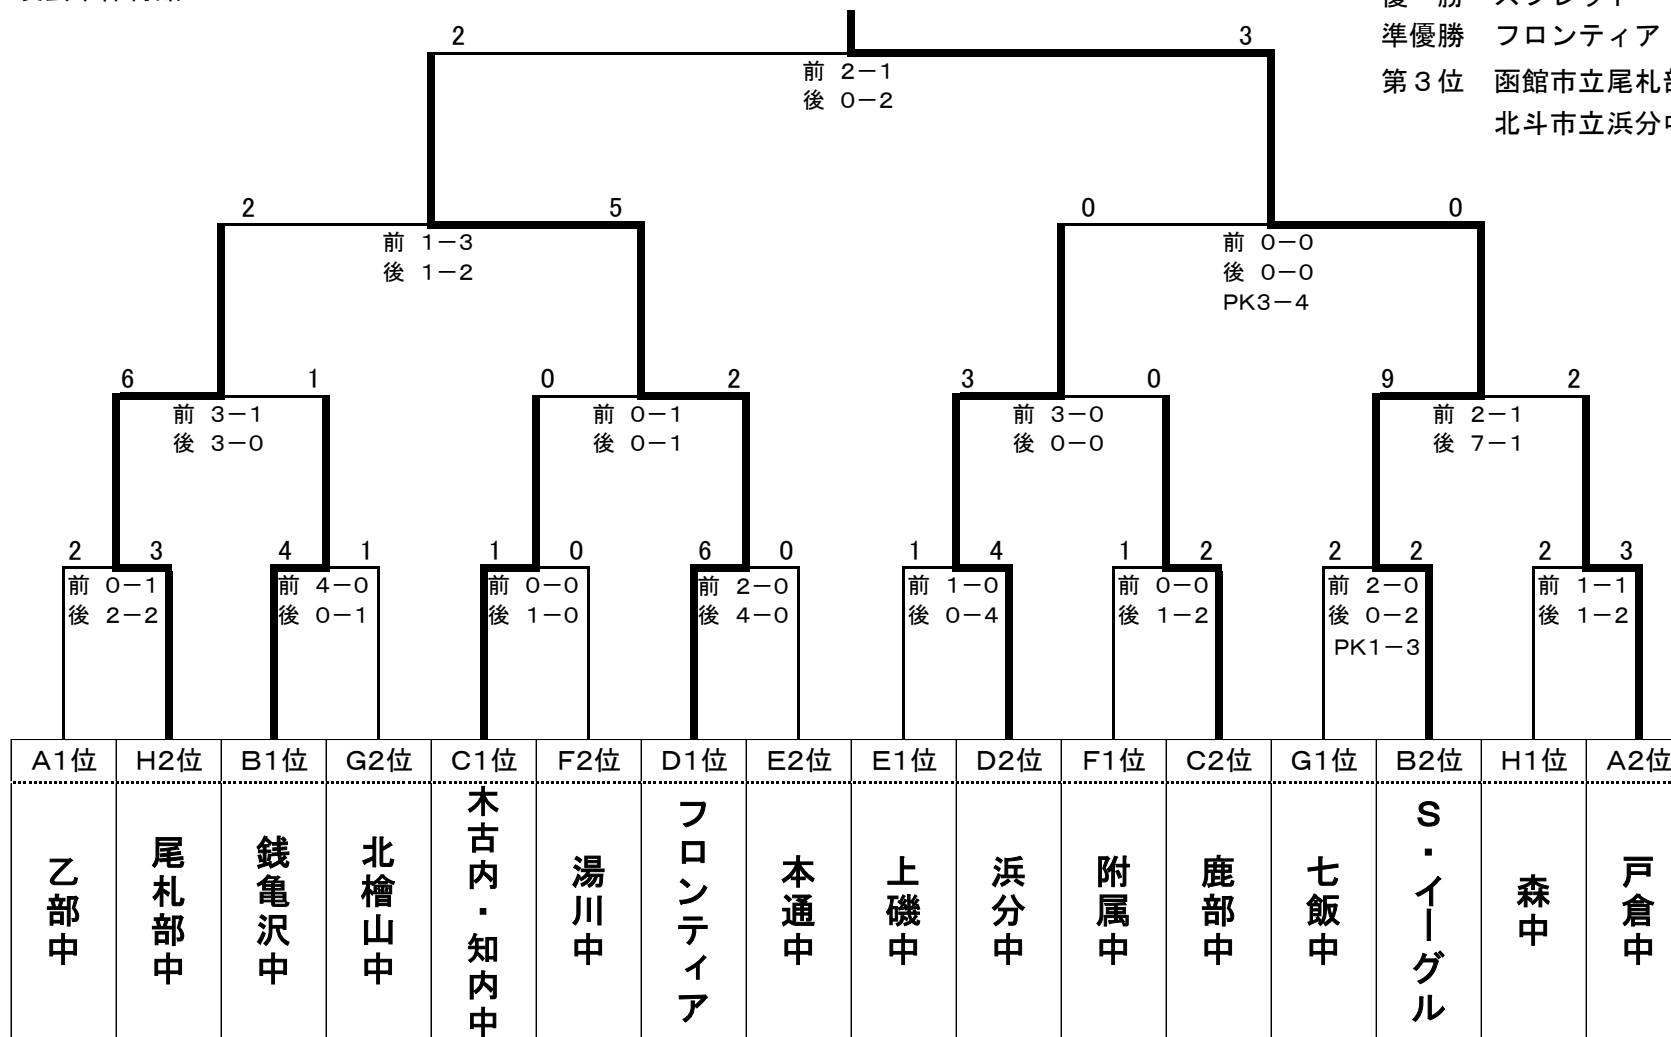 準優勝 フロンティア
第3位 函館市立尾札部
北斗市立浜分中
2 3
前 2-1
後 0-2
2 5 0 0
前 1-3 前 0-0
後 1-2 後 0-0
PK3-4
6 1 0 2 3 0 9 2
前 3-1 前 0-1 前 3-0 前 2-1
後 3-0 後 0-1 後 0-0 後 7-1
2 3 4 1 1 0 6 0 1 4 1 2 2 2 2 3
前 0-1 前 4-0 前 0-0 前 2-0 前 1-0 前 0-0 前 2-0 前 1-1
後 2-2 後 0-1 後 1-0 後 4-0 後 0-4 後 1-2 後 0-2 後 1-2
PK1-3
A1位 H2位 B1位 G2位 C1位 F2位 D1位 E2位 E1位 D2位 F1位 C2位 G1位 B2位 H1位 A2位
乙部中
尾札部中
銭亀沢中
北檜山中
木古内・知内中
湯川中
フロンティア
本通中
上磯中
浜分中
附属中
鹿部中
七飯中
S・イーグル
森中
戸倉中